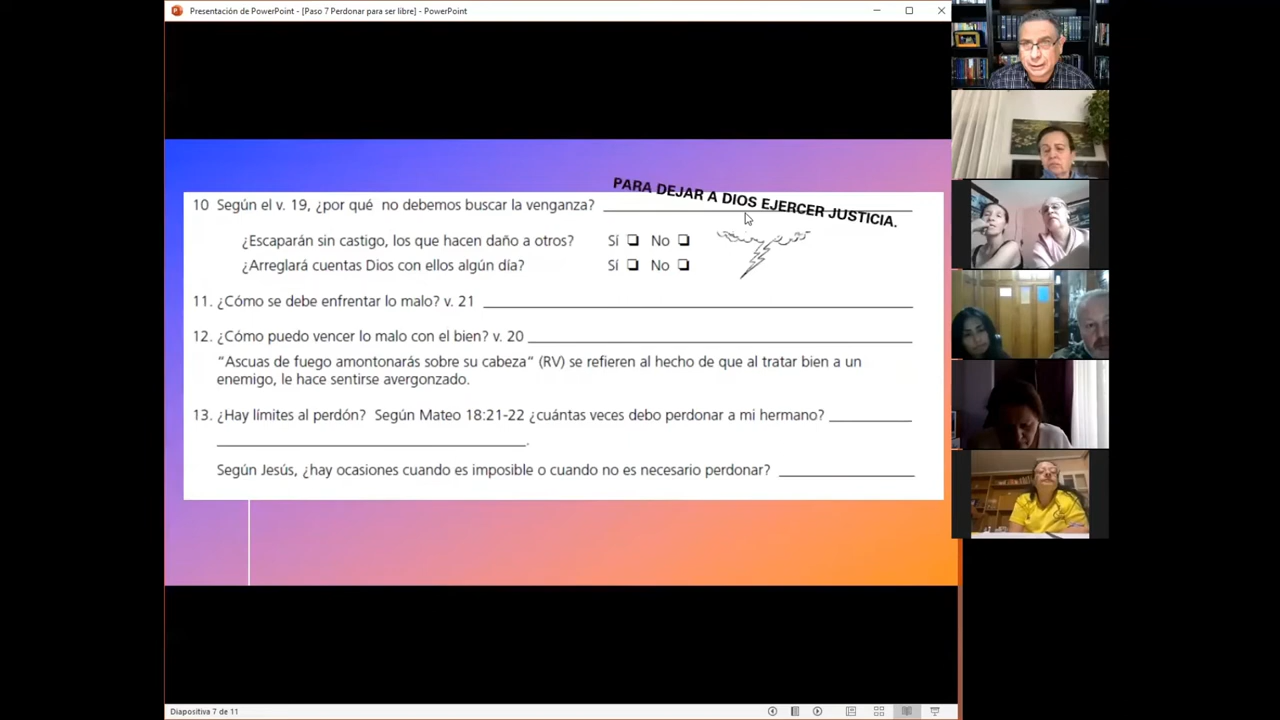 Presentación de PowerPoint - [Paso 7 Perdonar para ser libre] - PowerPoint
PARA DEJAR A DIOS EJERCER JUSTICIA.
10 Según el v. 19, ¿por qué no debemos buscar la venganza?
¿Escaparán sin castigo, los que hacen daño a otros? Sí No
¿Arreglará cuentas Dios con ellos algún día? Sí No
11. ¿Cómo se debe enfrentar lo malo? v. 21
12. ¿Cómo puedo vencer lo malo con el bien? v. 20
“Ascuas de fuego amontonarás sobre su cabeza” (RV) se refieren al hecho de que al tratar bien a un
enemigo, le hace sentirse avergonzado.
13. ¿Hay límites al perdón? Según Mateo 18:21-22 ¿cuántas veces debo perdonar a mi hermano?
.
Según Jesús, ¿hay ocasiones cuando es imposible o cuando no es necesario perdonar?
Diapositiva 7 de 11